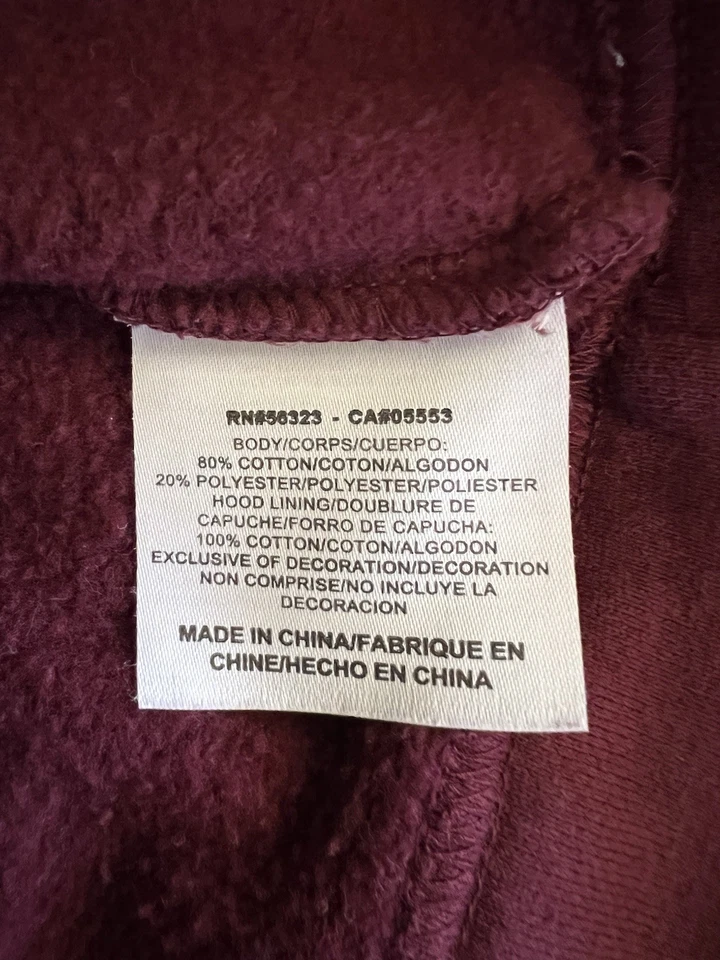 RN#56323 - CA#05553
BODY/CORPS/CUERPO:
80% COTTON/COTON/ALGODON
20% POLYESTER/POLYESTER/POLIESTER
HOOD LINING/DOUBLURE DE
CAPUCHE/FORRO DE CAPUCHA:
100% COTTON/COTON/ALGODON
EXCLUSIVE OF DECORATION/DECORATION
NON COMPRISE/NO INCLUYE LA
DECORACION
MADE IN CHINA/FABRIQUE EN
CHINE/HECHO EN CHINA